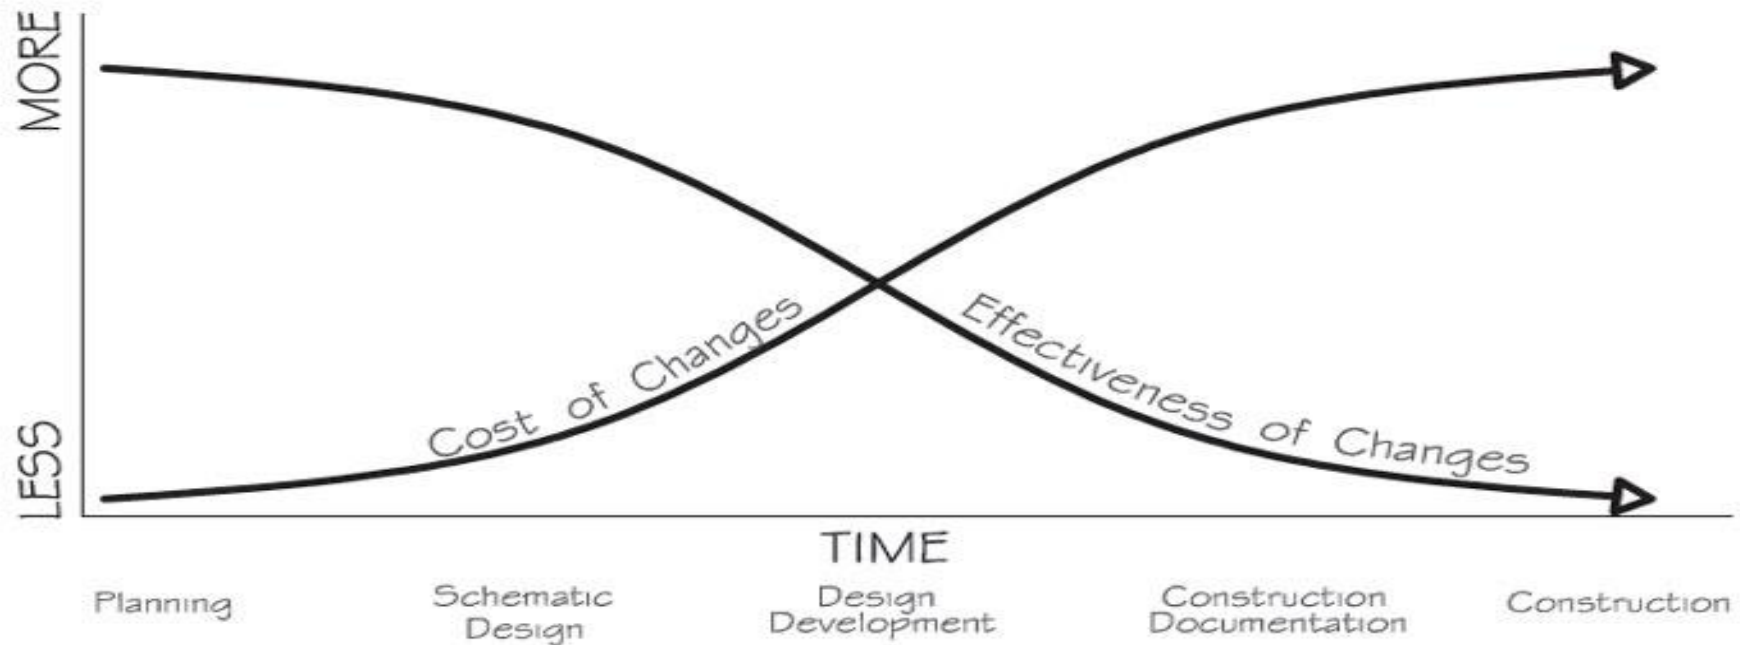 MORE
LESS
Cost of Changes
Effectiveness of Changes
TIME
Planning
Schematic
Design
Design
Development
Construction
Documentation
Construction